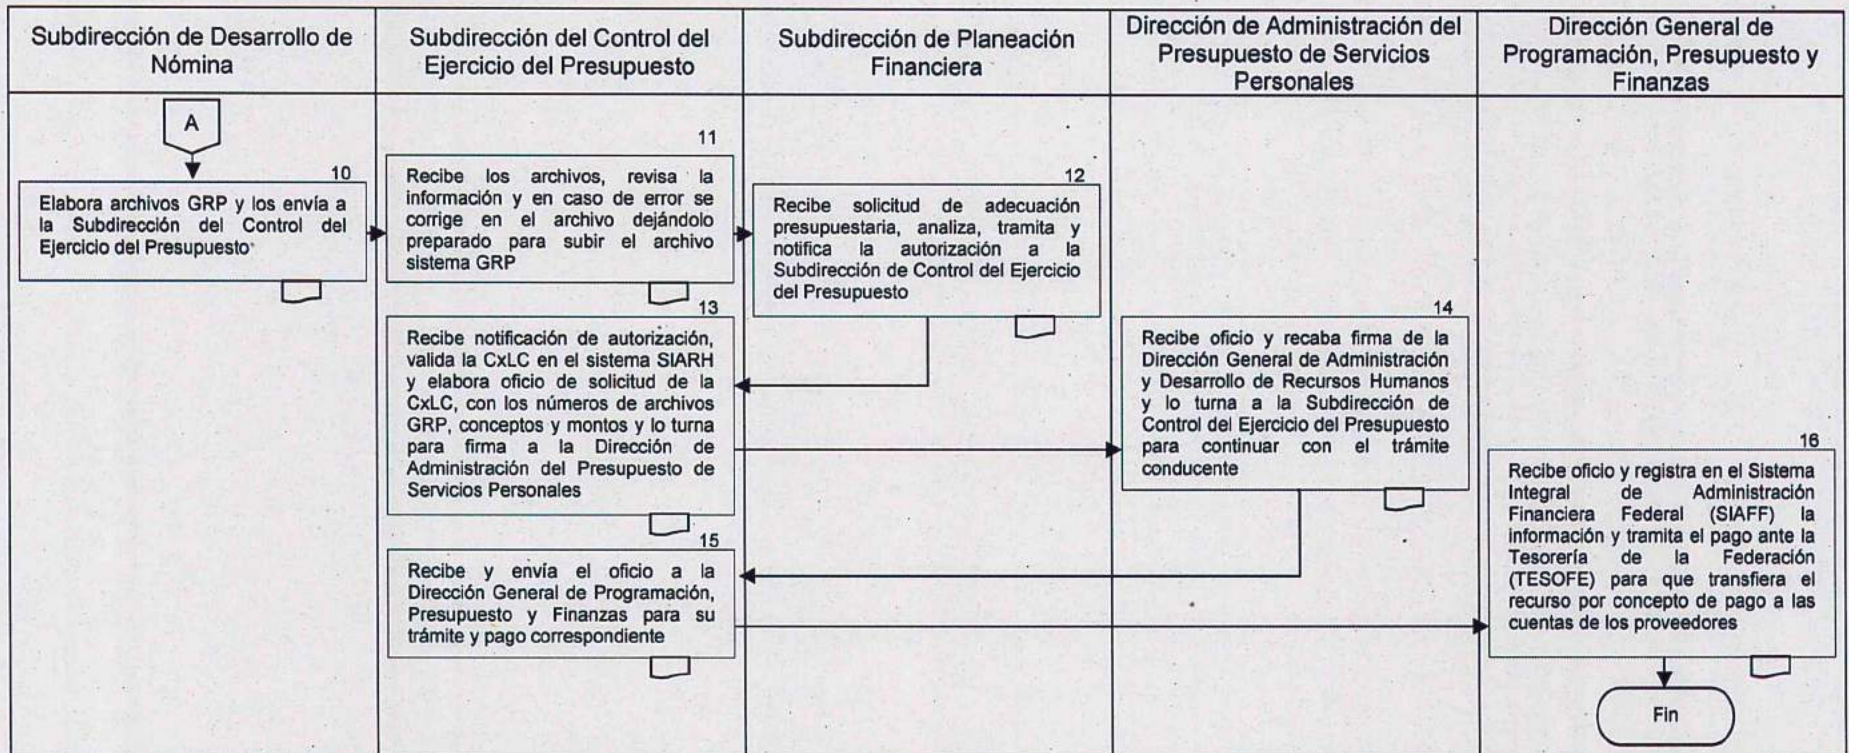 Subdirección de Desarrollo de
Nómina
Subdirección del Control del
Ejercicio del Presupuesto
Subdirección de Planeación
Financiera
Dirección de Administración del
Presupuesto de Servicios
Personales
Dirección General de
Programación, Presupuesto y
Finanzas
A
10
Elabora archivos GRP y los envía a
la Subdirección del Control del
Ejercicio del Presupuesto
11
Recibe los archivos, revisa la
información y en caso de error se
corrige en el archivo dejándolo
preparado para subir el archivo
sistema GRP
12
Recibe solicitud de adecuación
presupuestaria, analiza, tramita y
notifica la autorización a la
Subdirección de Control del Ejercicio
del Presupuesto
13
Recibe notificación de autorización,
valida la CxLC en el sistema SIARH
y elabora oficio de solicitud de la
CxLC, con los números de archivos
GRP, conceptos y montos y lo turna
para firma a la Dirección de
Administración del Presupuesto de
Servicios Personales
14
Recibe oficio y recaba firma de la
Dirección General de Administración
y Desarrollo de Recursos Humanos
y lo turna a la Subdirección de
Control del Ejercicio del Presupuesto
para continuar con el trámite
conducente
15
Recibe y envía el oficio a la
Dirección General de Programación,
Presupuesto y Finanzas para su
trámite y pago correspondiente
16
Recibe oficio y registra en el Sistema
Integral de Administración
Financiera Federal (SIAFF) la
información y tramita el pago ante la
Tesorería de la Federación
(TESOFE) para que transfiera el
recurso por concepto de pago a las
cuentas de los proveedores
Fin